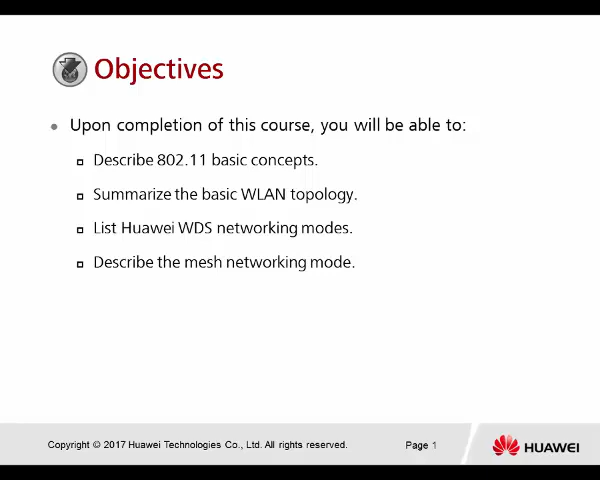 Objectives
Upon completion of this course, you will be able to:
Describe 802.11 basic concepts.
Summarize the basic WLAN topology.
List Huawei WDS networking modes.
Describe the mesh networking mode.
Copyright © 2017 Huawei Technologies Co., Ltd. All rights reserved.
Page 1
HUAWEI